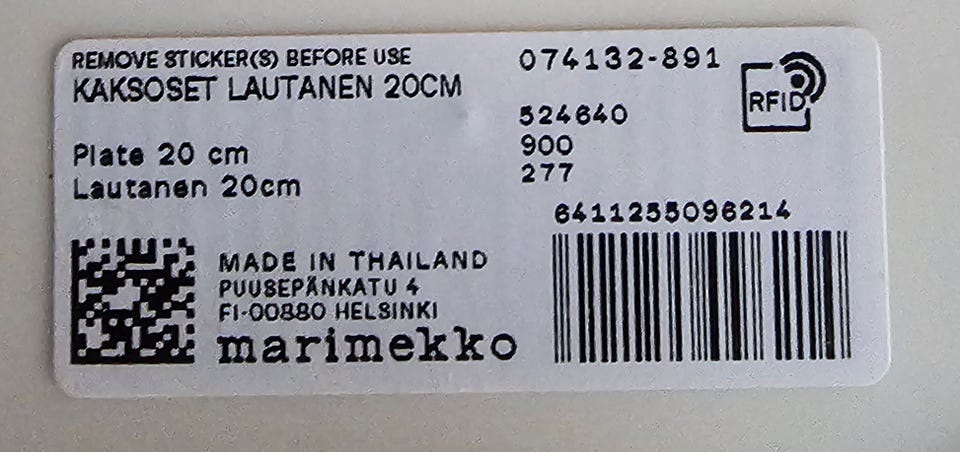 REMOVE STICKER(S) BEFORE USE
KAKSOSET LAUTANEN 20CM
Plate 20 cm
Lautanen 20cm
MADE IN THAILAND
PUUSEPÄNKATU 4
FI-00880 HELSINKI
marimekko
074132-891
524640
900
277
RFID
6411255096214